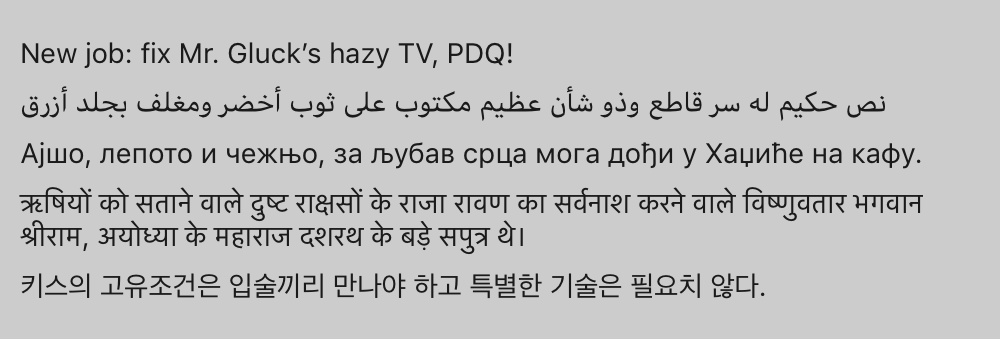 New job: fix Mr. Gluck’s hazy TV, PDQ!
نص حكيم له سر قاطع وذو شأن عظيم مكتوب على ثوب أخضر ومغلف بجلد أزرق
Ајшо, лепото и чежњо, за љубав срца мога дођи у Хаџиће на кафу.
ऋषियों को सताने वाले दुष्ट राक्षसों के राजा रावण का सर्वनाश करने वाले विष्णुवतार भगवान
श्रीराम, अयोध्या के महाराज दशरथ के बड़े सपुत्र थे।
키스의 고유조건은 입술끼리 만나야 하고 특별한 기술은 필요치 않다.